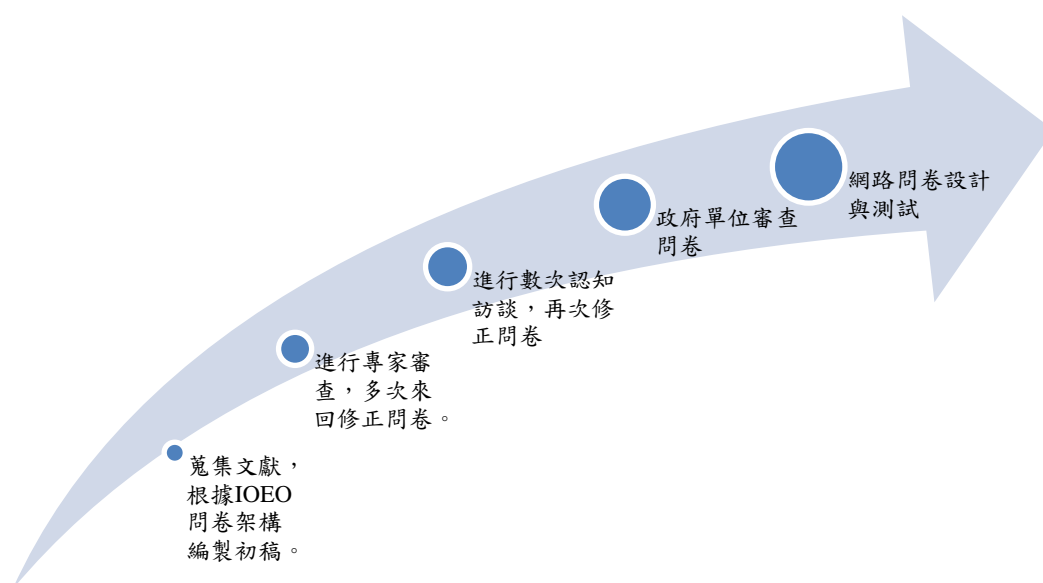 蒐集文獻，
根據IOEO
問卷架構
編製初稿。
進行專家審
查，多次來
回修正問卷。
進行數次認知
訪談，再次修
正問卷
政府單位審查
問卷
網路問卷設計
與測試